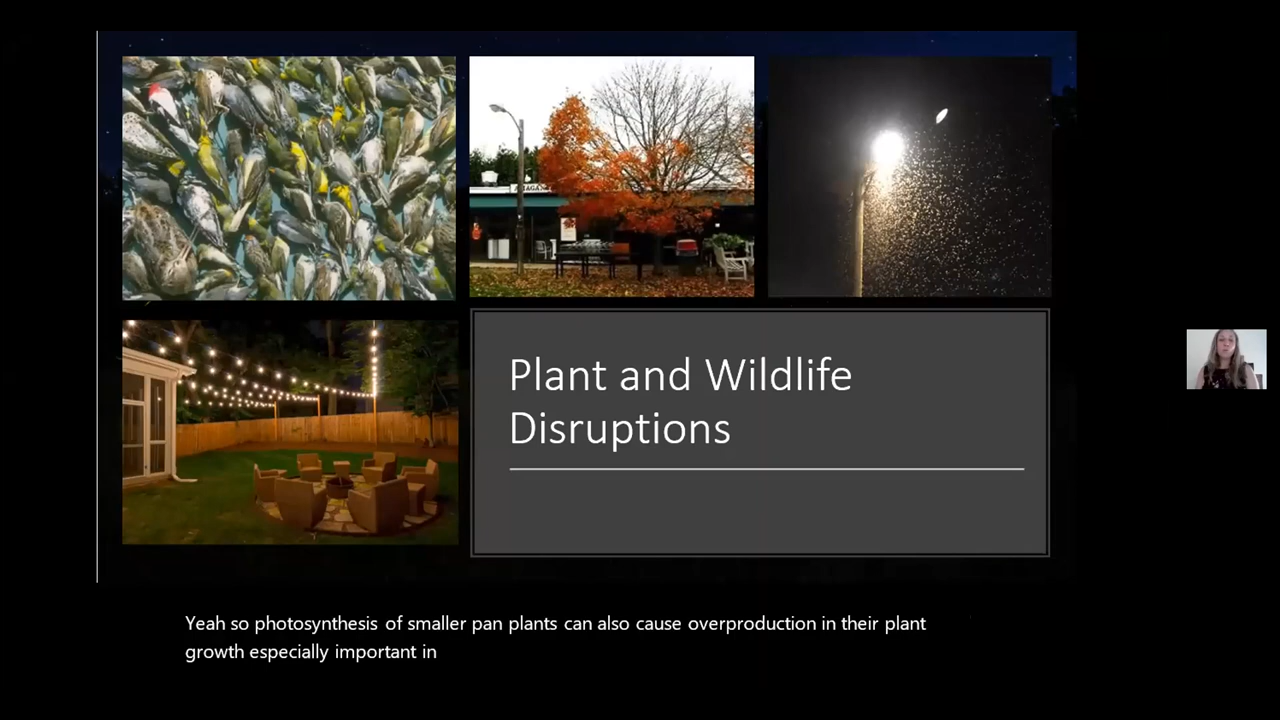 Plant and Wildlife
Disruptions
Yeah so photosynthesis of smaller pan plants can also cause overproduction in their plant
growth especially important in